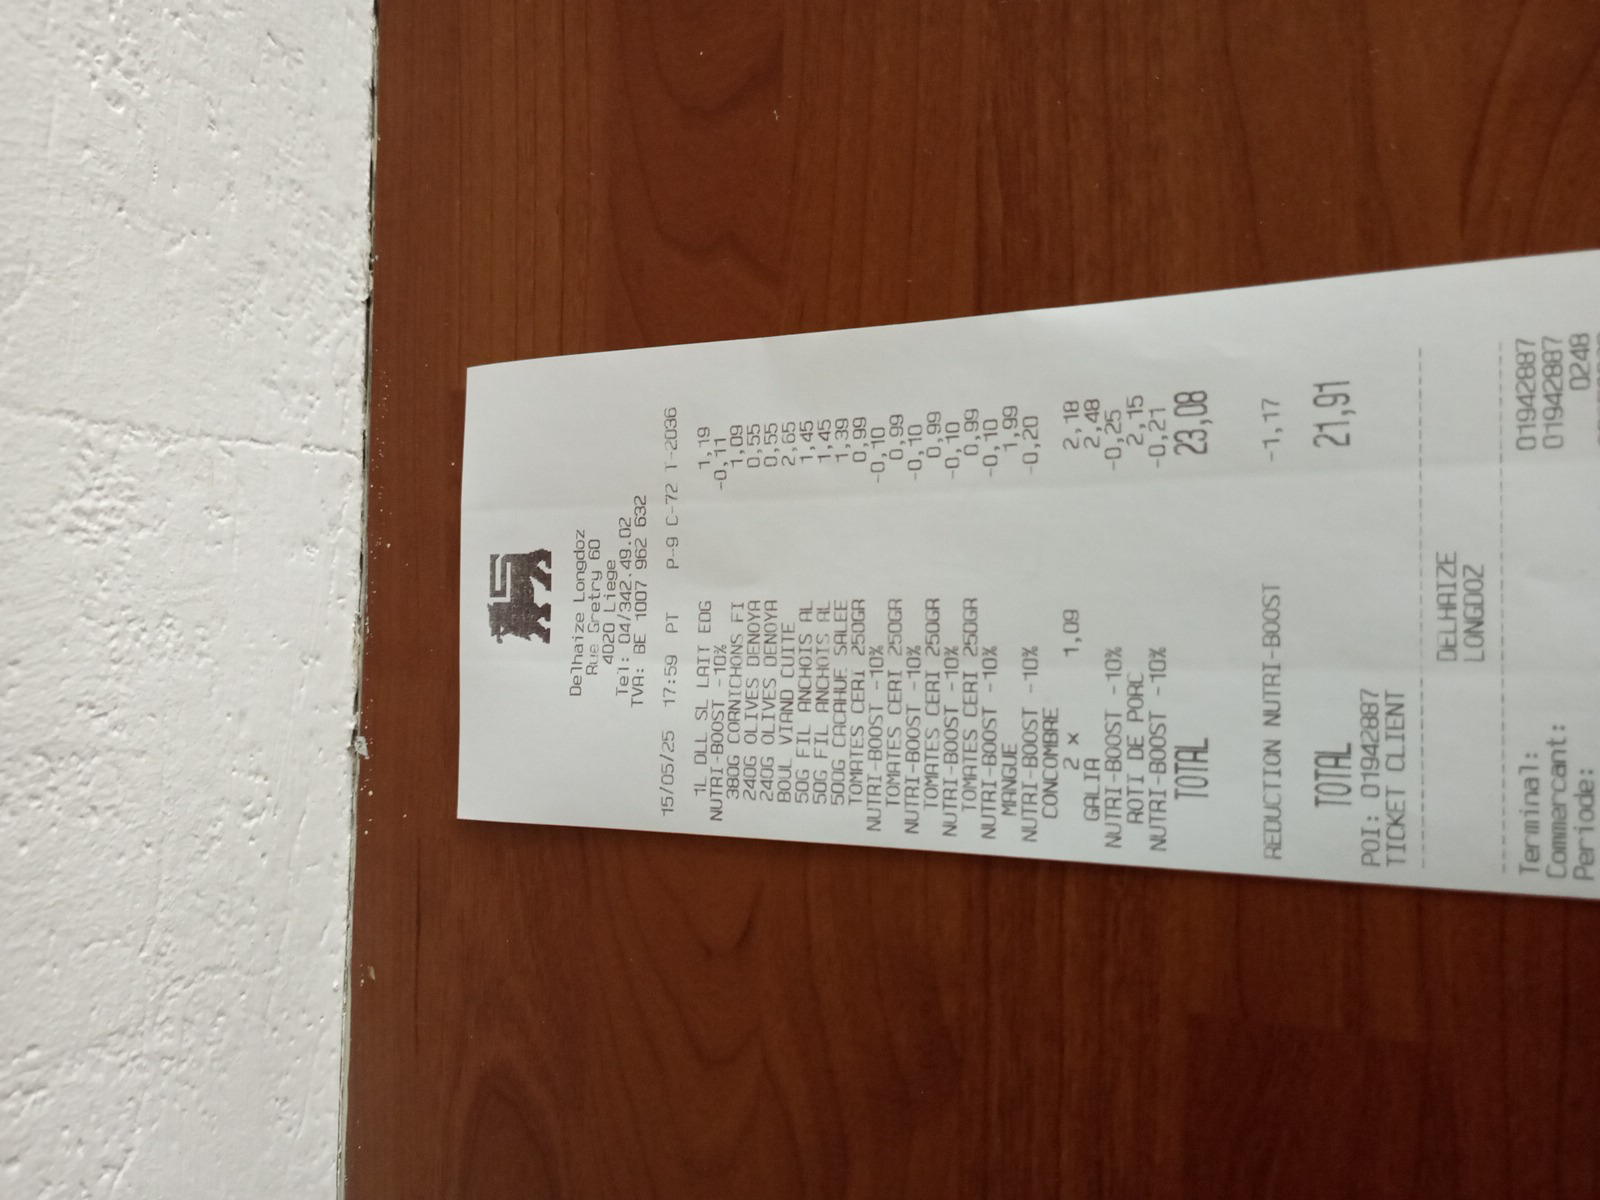 Delhaize Longdoz
Rue Gretry 60
4020 Liege
Tel: 04/342.49.02
TVA: BE 1007 962 632
15/05/25 17:59 PT P-9 C-72 T-2036
1L DLL SL LAIT EDG 1,19
NUTRI-BOOST -10% -0,11
380G CORNICHONS FI 1,09
240G OLIVES DENOYA 0,55
240G OLIVES DENOYA 0,55
BOUL VIAND CUITE 2,65
50G FIL ANCHOIS AL 1,45
50G FIL ANCHOIS AL 1,45
500G CACAHUE SALEE 1,39
TOMATES CERI 250GR 0,99
NUTRI-BOOST -10% -0,10
TOMATES CERI 250GR 0,99
NUTRI-BOOST -10% -0,10
TOMATES CERI 250GR 0,99
NUTRI-BOOST -10% -0,10
TOMATES CERI 250GR 0,99
NUTRI-BOOST -10% -0,10
MANGUE 1,99
NUTRI-BOOST -10% -0,20
CONCOMBRE
2 x 1,09 2,18
GALIA 2,48
NUTRI-BOOST -10% -0,25
ROTI DE PORC 2,15
NUTRI-BOOST -10% -0,21
TOTAL 23,08
REDUCTION NUTRI-BOOST -1,17
TOTAL 21,91
POI: 01942887
TICKET CLIENT
DELHAIZE
LONGDOZ
Terminal: 01942887
Commercant: 01942887
Periode: 0248